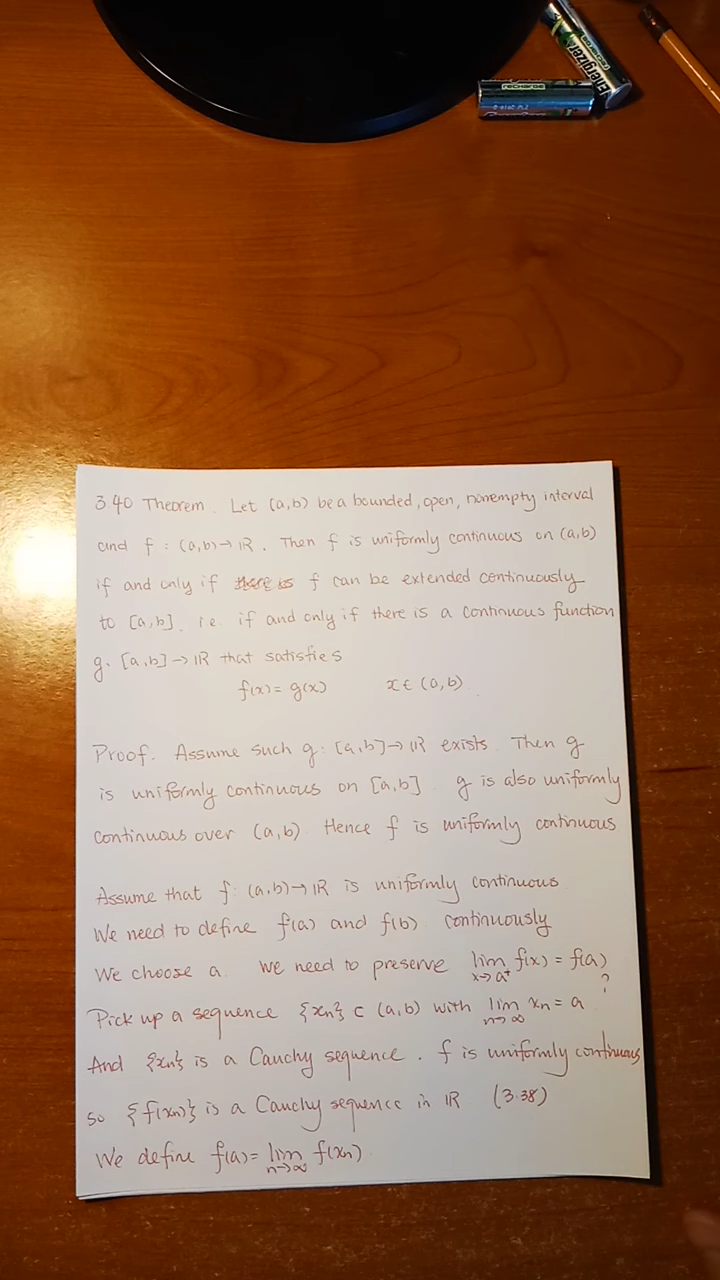 Energizer
recharge
recharge
3.40 Theorem. Let (a,b) be a bounded, open, nonempty interval
and f : (a,b) → ℝ. Then f is uniformly continuous on (a,b)
if and only if f can be extended continuously
to [a,b]. i.e. if and only if there is a continuous function
g: [a,b] → ℝ that satisfies
f(x) = g(x) x ∈ (a,b).
Proof. Assume such g: [a,b] → ℝ exists. Then g
is uniformly continuous on [a,b]. g is also uniformly
continuous over (a,b). Hence f is uniformly continuous
Assume that f: (a,b) → ℝ is uniformly continuous.
We need to define f(a) and f(b) continuously
We choose a. We need to preserve lim x→a⁺ f(x) = f(a)
?
Pick up a sequence {xn} ⊂ (a,b) with lim n→∞ xn = a
And {xn} is a Cauchy sequence. f is uniformly continuous
so {f(xn)} is a Cauchy sequence in ℝ (3.38)
We define f(a) = lim n→∞ f(xn)